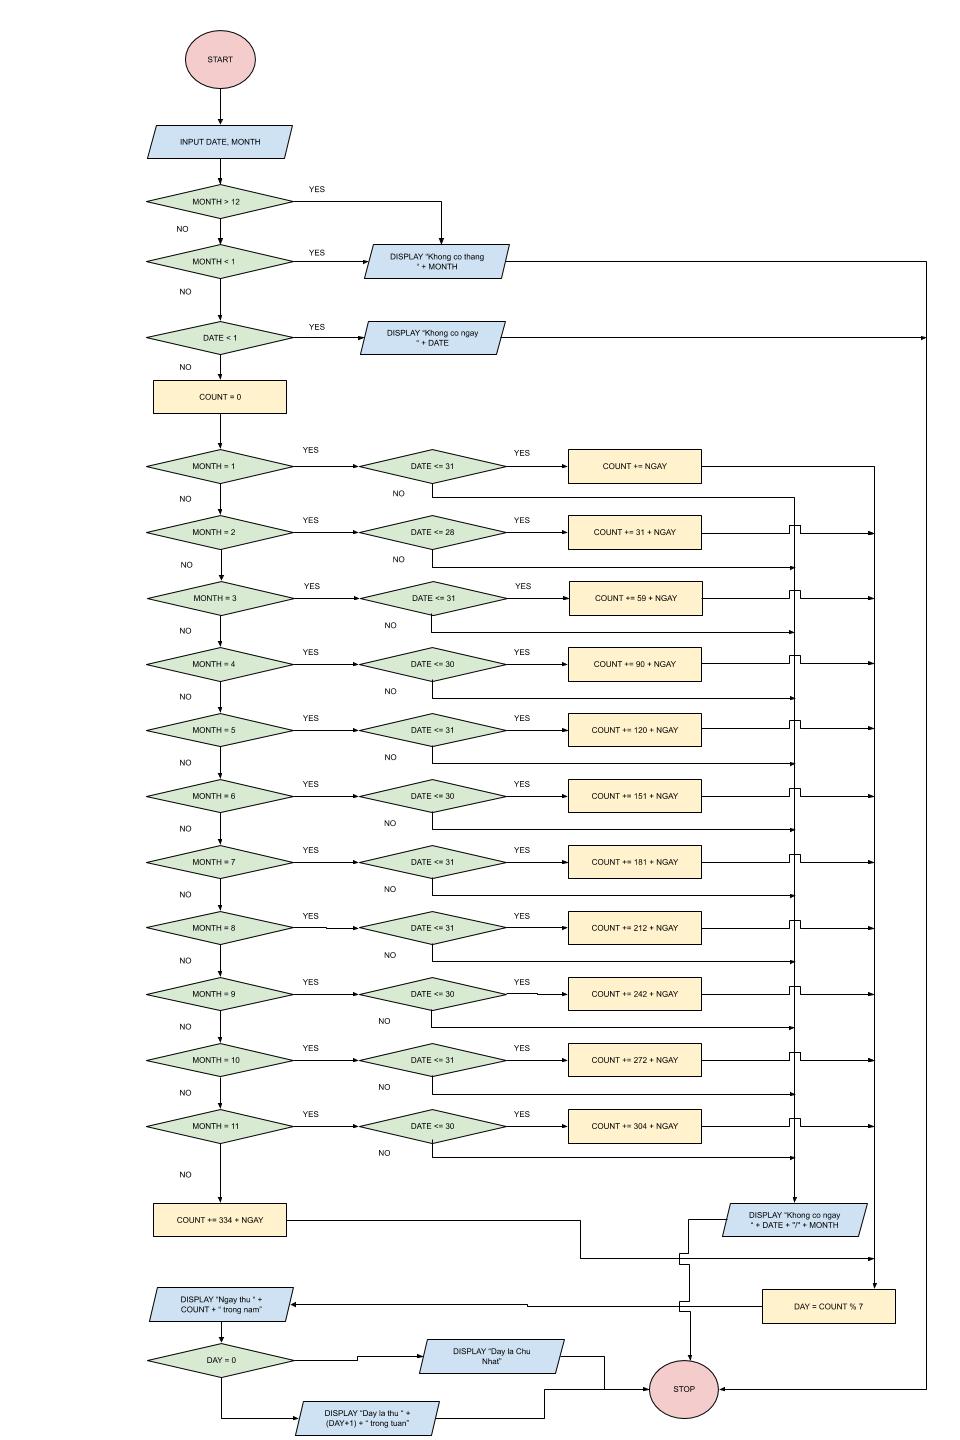 START
INPUT DATE, MONTH
YES
MONTH > 12
NO
YES
MONTH < 1
DISPLAY "Khong co thang
" + MONTH
NO
YES
DATE < 1
DISPLAY "Khong co ngay
" + DATE
NO
COUNT = 0
YES
YES
MONTH = 1
DATE <= 31
COUNT += NGAY
NO
NO
YES
YES
MONTH = 2
DATE <= 28
COUNT += 31 + NGAY
NO
NO
YES
YES
MONTH = 3
DATE <= 31
COUNT += 59 + NGAY
NO
NO
YES
YES
MONTH = 4
DATE <= 30
COUNT += 90 + NGAY
NO
NO
YES
YES
MONTH = 5
DATE <= 31
COUNT += 120 + NGAY
NO
NO
YES
YES
MONTH = 6
DATE <= 30
COUNT += 151 + NGAY
NO
NO
YES
YES
MONTH = 7
DATE <= 31
COUNT += 181 + NGAY
NO
NO
YES
YES
MONTH = 8
DATE <= 31
COUNT += 212 + NGAY
NO
NO
YES
YES
MONTH = 9
DATE <= 30
COUNT += 242 + NGAY
NO
NO
YES
YES
MONTH = 10
DATE <= 31
COUNT += 272 + NGAY
NO
NO
YES
YES
MONTH = 11
DATE <= 30
COUNT += 304 + NGAY
NO
NO
COUNT += 334 + NGAY
DISPLAY "Khong co ngay
" + DATE + "/" + MONTH
DISPLAY "Ngay thu " +
COUNT + " trong nam"
DAY = COUNT % 7
DAY = 0
DISPLAY "Day la Chu
Nhat"
STOP
DISPLAY "Day la thu " +
(DAY+1) + " trong tuan"